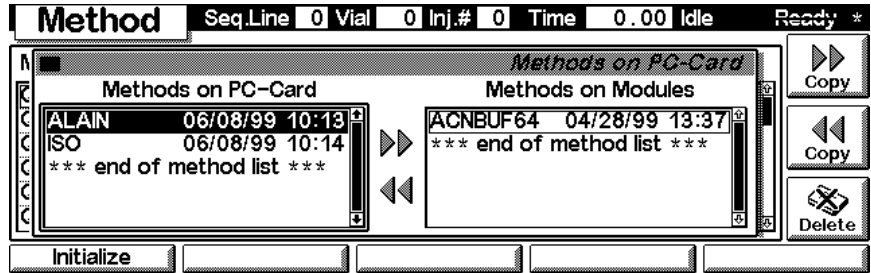 Method Seq.Line 0 Vial 0 Inj.# 0 Time 0.00 Idle Ready *
Methods on PC-Card
Methods on PC-Card Methods on Modules
ALAIN 06/08/99 10:13
ISO 06/08/99 10:14
*** end of method list ***
ACNBUF64 04/28/99 13:37
*** end of method list ***
Copy
Copy
Delete
Initialize